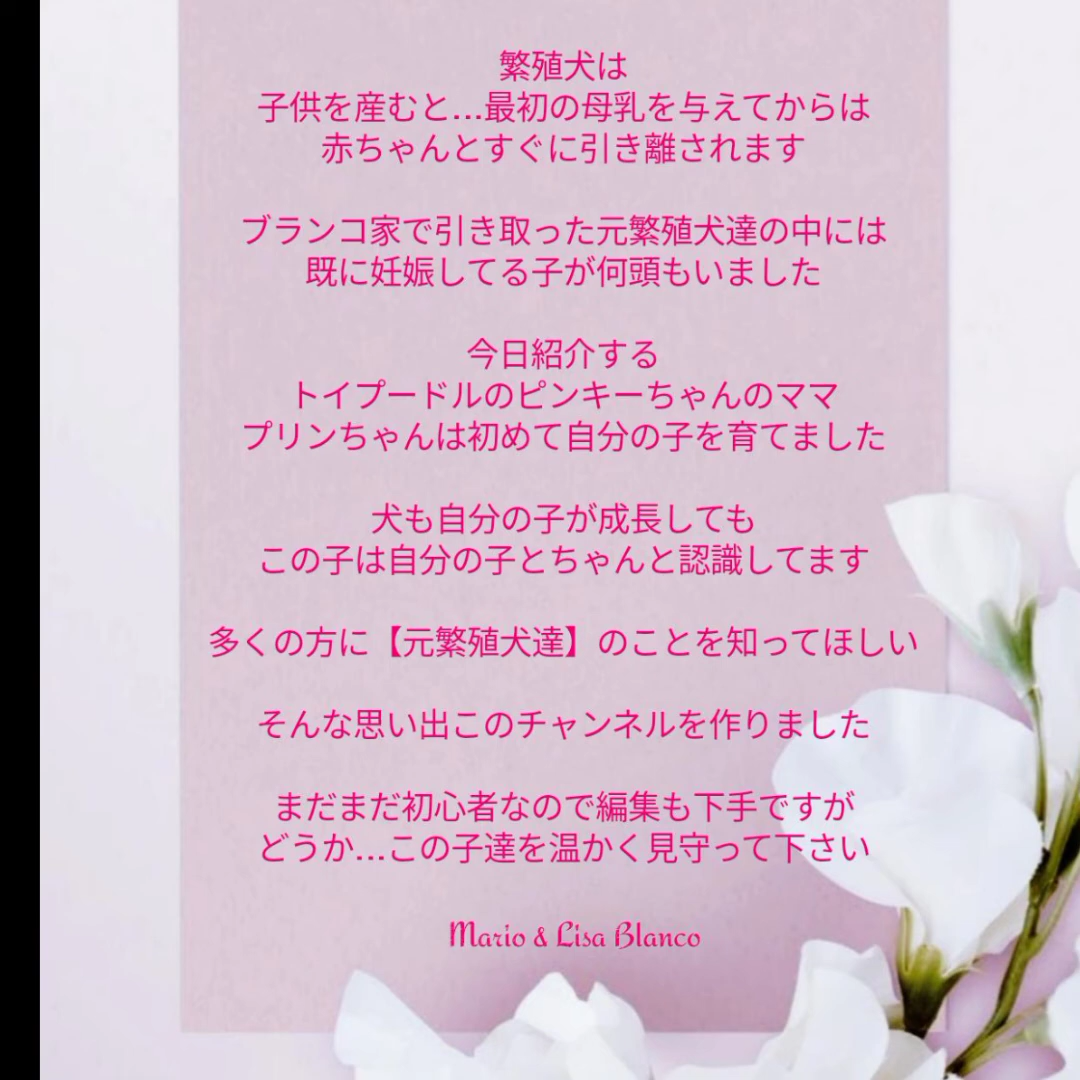 繁殖犬は
子供を産むと…最初の母乳を与えてからは
赤ちゃんとすぐに引き離されます
ブランコ家で引き取った元繁殖犬達の中には
既に妊娠してる子が何頭もいました
今日紹介する
トイプードルのピンキーちゃんのママ
プリンちゃんは初めて自分の子を育てました
犬も自分の子が成長しても
この子は自分の子とちゃんと認識してます
多くの方に【元繁殖犬達】のことを知ってほしい
そんな思い出このチャンネルを作りました
まだまだ初心者なので編集も下手ですが
どうか…この子達を温かく見守って下さい
Mario & Lisa Blanco